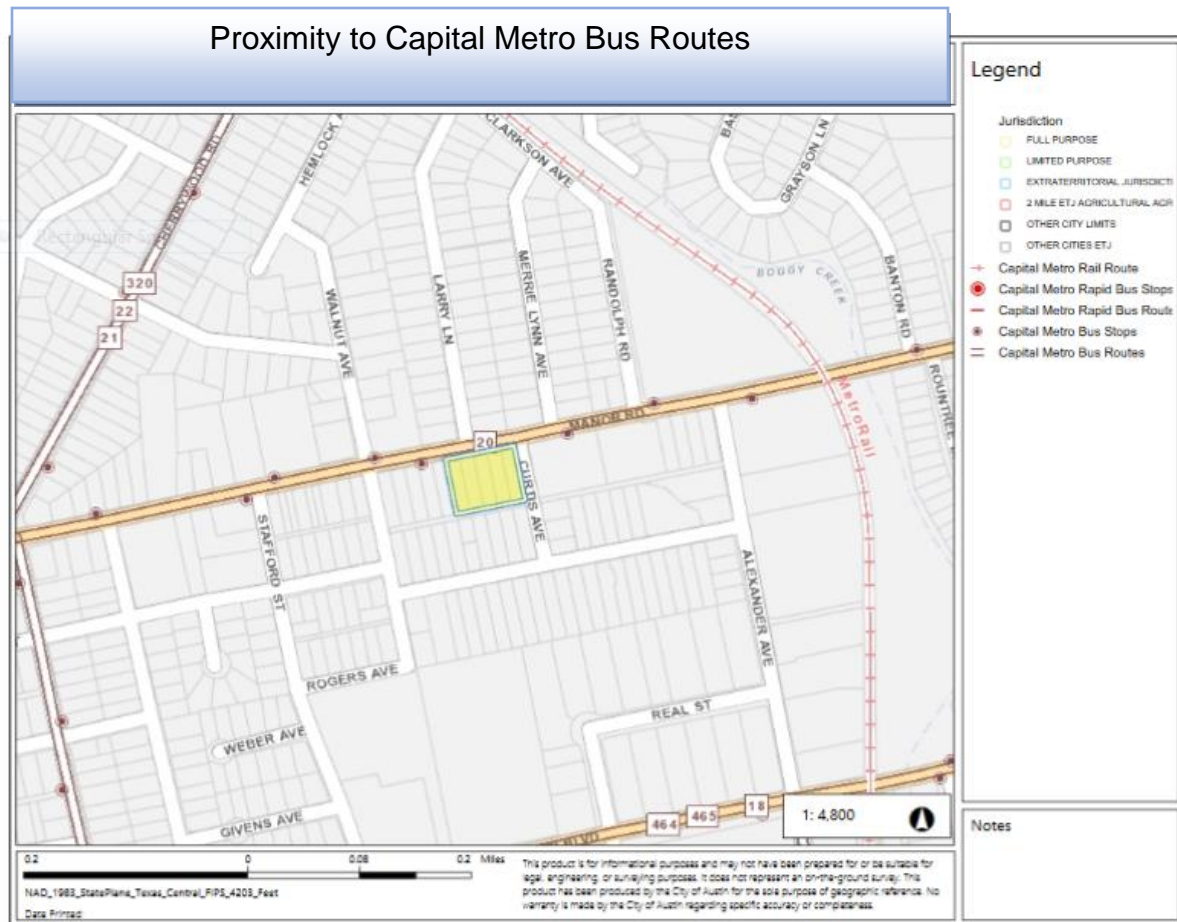 Proximity to Capital Metro Bus Routes
Legend
Jurisdiction
FULL PURPOSE
LIMITED PURPOSE
EXTRATERRITORIAL JURISDICTI
2 MILE ETJ AGRICULTURAL AGR
OTHER CITY LIMITS
OTHER CITIES ETJ
Capital Metro Rail Route
Capital Metro Rapid Bus Stops
Capital Metro Rapid Bus Route
Capital Metro Bus Stops
Capital Metro Bus Routes
Notes
CHERRYWOOD RD
HEMLOCK A
CLARKSON AVE
BAS
GRAYSON LN
Rectangular S
320
22
21
WALNUT AVE
LARRY LN
MERRIE LYNN AVE
RANDOLPH RD
BOGGY CREEK
BANTON RD
ROUNTREE
MANOR RD
20
MetroRail
CURTIS AVE
STAFFORD ST
ALEXANDER AVE
ROGERS AVE
REAL ST
WEBER AVE
GIVENS AVE
464
465
18
BLVD
1: 4,800
0.2
0
0.08
0.2 Miles
NAD_1983_StatePlane_Texas_Central_FIPS_4203_Feet
Date Printed:
This product is for informational purposes and may not have been prepared for or be suitable for
legal, engineering, or surveying purposes. It does not represent an on-the-ground survey. This
product has been produced by the City of Austin for the sole purpose of geographic reference. No
warranty is made by the City of Austin regarding specific accuracy or completeness.